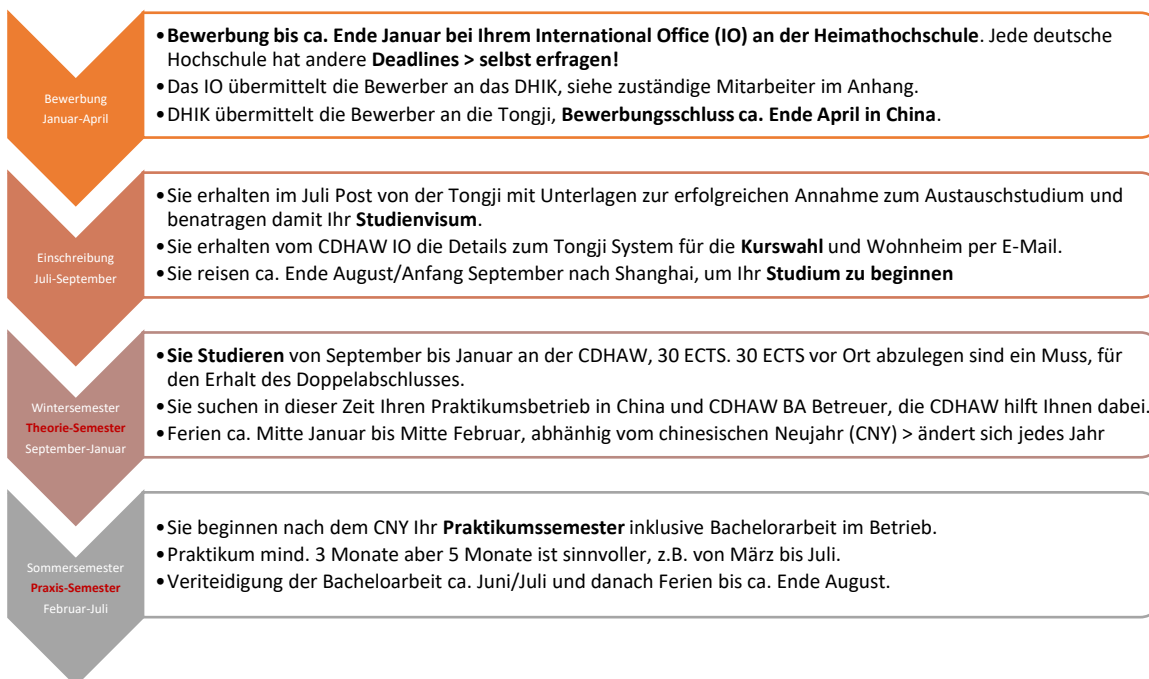 Bewerbung
Januar-April
•Bewerbung bis ca. Ende Januar bei Ihrem International Office (IO) an der Heimathochschule. Jede deutsche
Hochschule hat andere Deadlines > selbst erfragen!
•Das IO übermittelt die Bewerber an das DHIK, siehe zuständige Mitarbeiter im Anhang.
•DHIK übermittelt die Bewerber an die Tongji, Bewerbungsschluss ca. Ende April in China.
Einschreibung
Juli-September
•Sie erhalten im Juli Post von der Tongji mit Unterlagen zur erfolgreichen Annahme zum Austauschstudium und
benatragen damit Ihr Studienvisum.
•Sie erhalten vom CDHAW IO die Details zum Tongji System für die Kurswahl und Wohnheim per E-Mail.
•Sie reisen ca. Ende August/Anfang September nach Shanghai, um Ihr Studium zu beginnen
Wintersemester
Theorie-Semester
September-Januar
•Sie Studieren von September bis Januar an der CDHAW, 30 ECTS. 30 ECTS vor Ort abzulegen sind ein Muss, für
den Erhalt des Doppelabschlusses.
•Sie suchen in dieser Zeit Ihren Praktikumsbetrieb in China und CDHAW BA Betreuer, die CDHAW hilft Ihnen dabei.
•Ferien ca. Mitte Januar bis Mitte Februar, abhänhig vom chinesischen Neujahr (CNY) > ändert sich jedes Jahr
Sommersemester
Praxis-Semester
Februar-Juli
•Sie beginnen nach dem CNY Ihr Praktikumssemester inklusive Bachelorarbeit im Betrieb.
•Praktikum mind. 3 Monate aber 5 Monate ist sinnvoller, z.B. von März bis Juli.
•Veriteidigung der Bacheloarbeit ca. Juni/Juli und danach Ferien bis ca. Ende August.